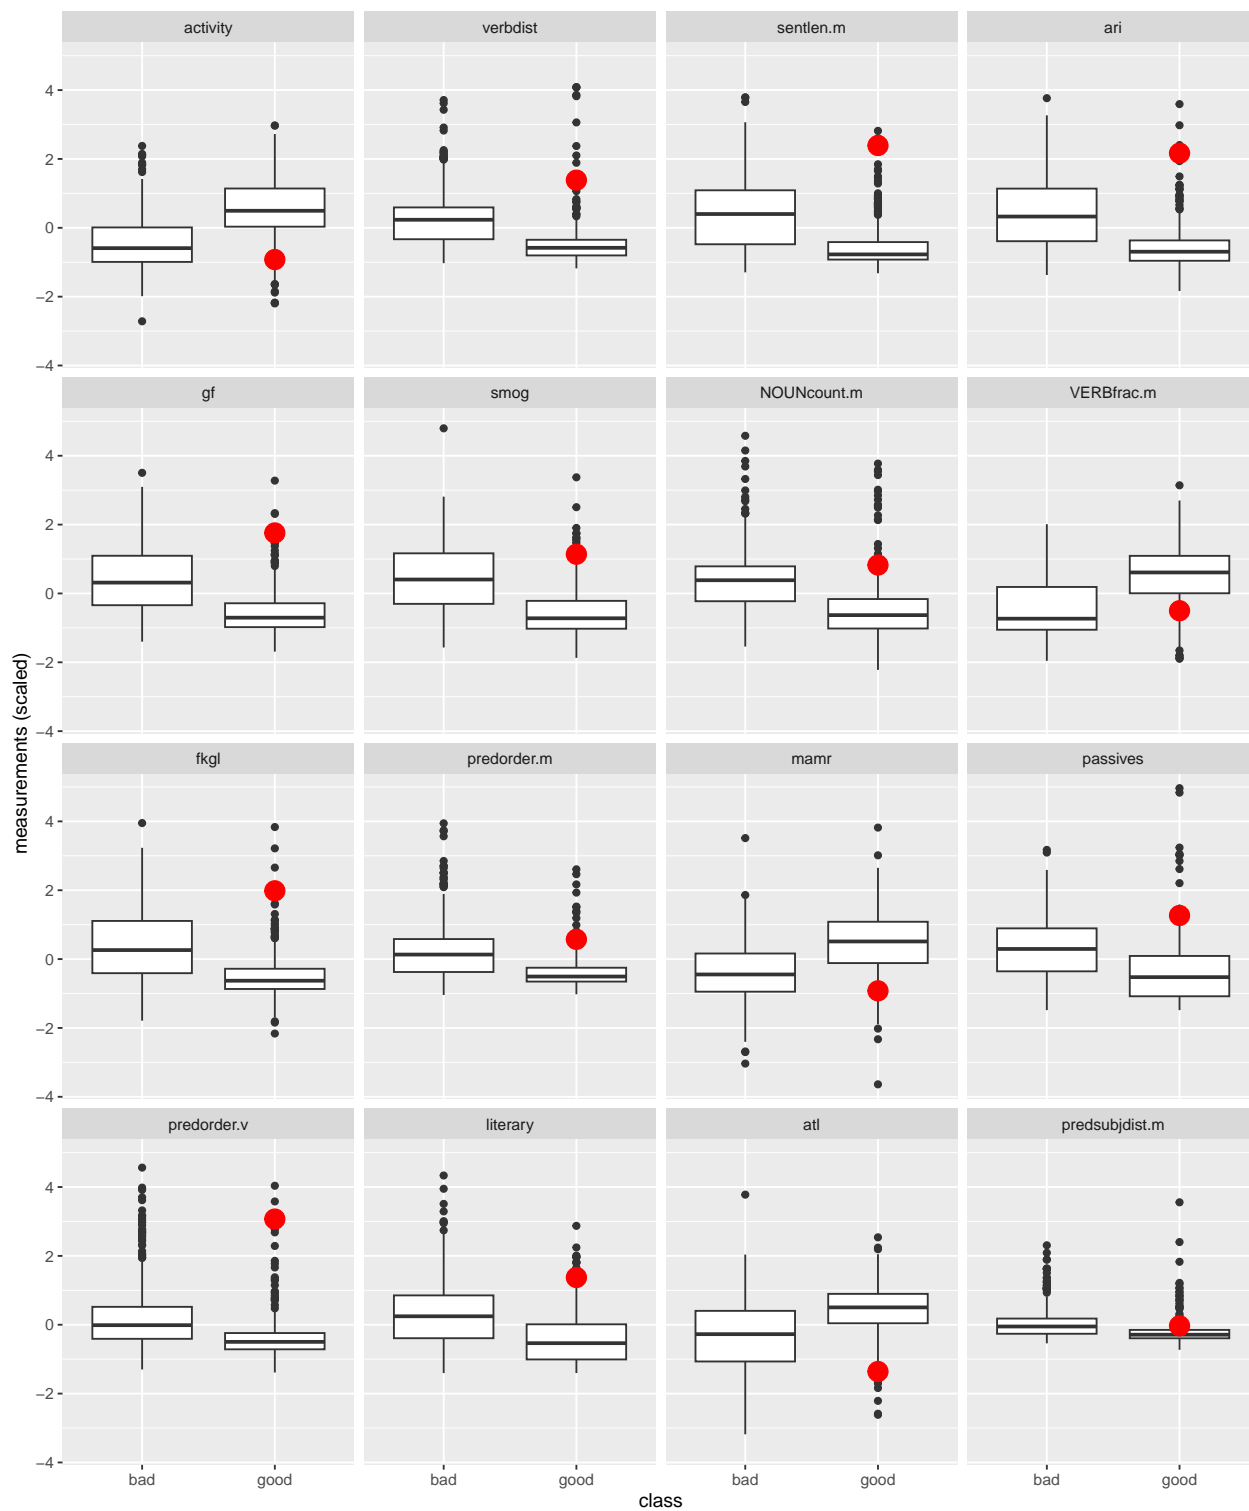 activity verbdist sentlen.m ari
4
2
0
−2
−4
gf smog NOUNcount.m VERBfrac.m
4
2
0
−2
−4
fkgl predorder.m mamr passives
4
2
0
−2
−4
predorder.v literary atl predsubjdist.m
4
2
0
−2
−4
bad good bad good bad good bad good
class
measurements (scaled)